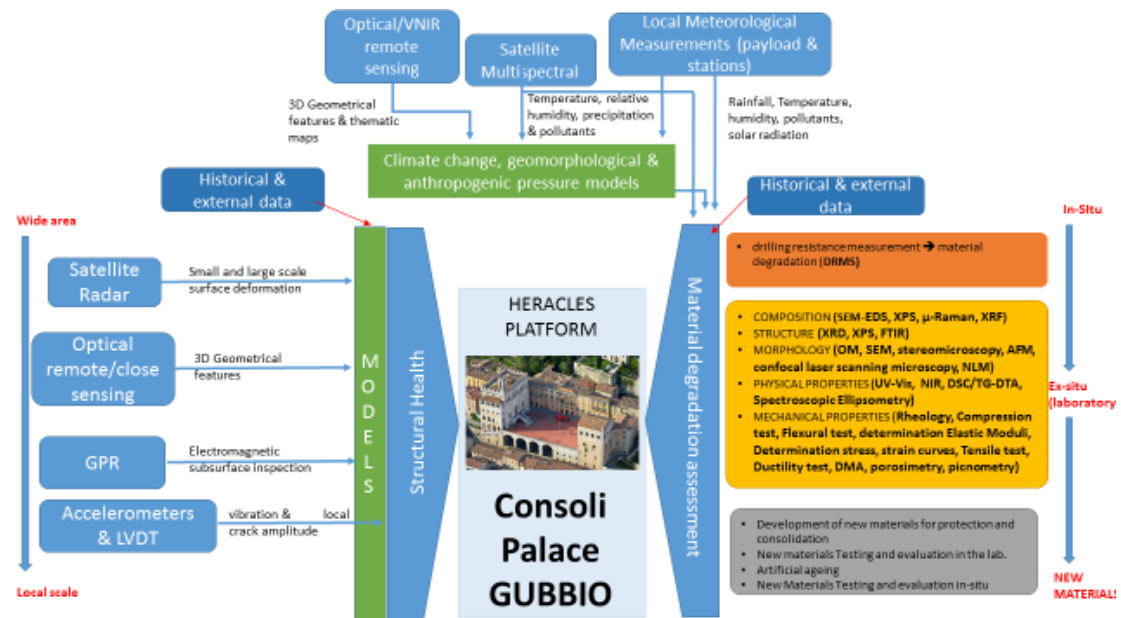 Optical/VNIR
remote
sensing
Satellite
Multispectral
Local Meteorological
Measurements (payload &
stations)
3D Geometrical
features & thematic
maps
Temperature, relative
humidity, precipitation
& pollutants
Rainfall, Temperature,
humidity, pollutants,
solar radiation
Climate change, geomorphological &
anthropogenic pressure models
Historical &
external data
Historical & external
data
Wide area
In-Situ
Satellite
Radar
Small and large scale
surface deformation
Optical
remote/close
sensing
3D Geometrical
features
GPR
Electromagnetic
subsurface inspection
Accelerometers
& LVDT
vibration & local
crack amplitude
Local scale
MODELS
Structural Health
HERACLES
PLATFORM
Consoli
Palace
GUBBIO
Material degradation assessment
• drilling resistance measurement ➔ material
degradation (DRMS)
• COMPOSITION (SEM-EDS, XPS, μ-Raman, XRF)
• STRUCTURE (XRD, XPS, FTIR)
• MORPHOLOGY (OM, SEM, stereomicroscopy, AFM,
confocal laser scanning microscopy, NLM)
• PHYSICAL PROPERTIES (UV-Vis, NIR, DSC/TG-DTA,
Spectroscopic Ellipsometry)
• MECHANICAL PROPERTIES (Rheology, Compression
test, Flexural test, determination Elastic Moduli,
Determination stress, strain curves, Tensile test,
Ductility test, DMA, porosimetry, picnometry)
Ex-situ
(laboratory
• Development of new materials for protection and
consolidation
• New materials Testing and evaluation in the lab.
• Artificial ageing
• New Materials Testing and evaluation in-situ
NEW
MATERIALS